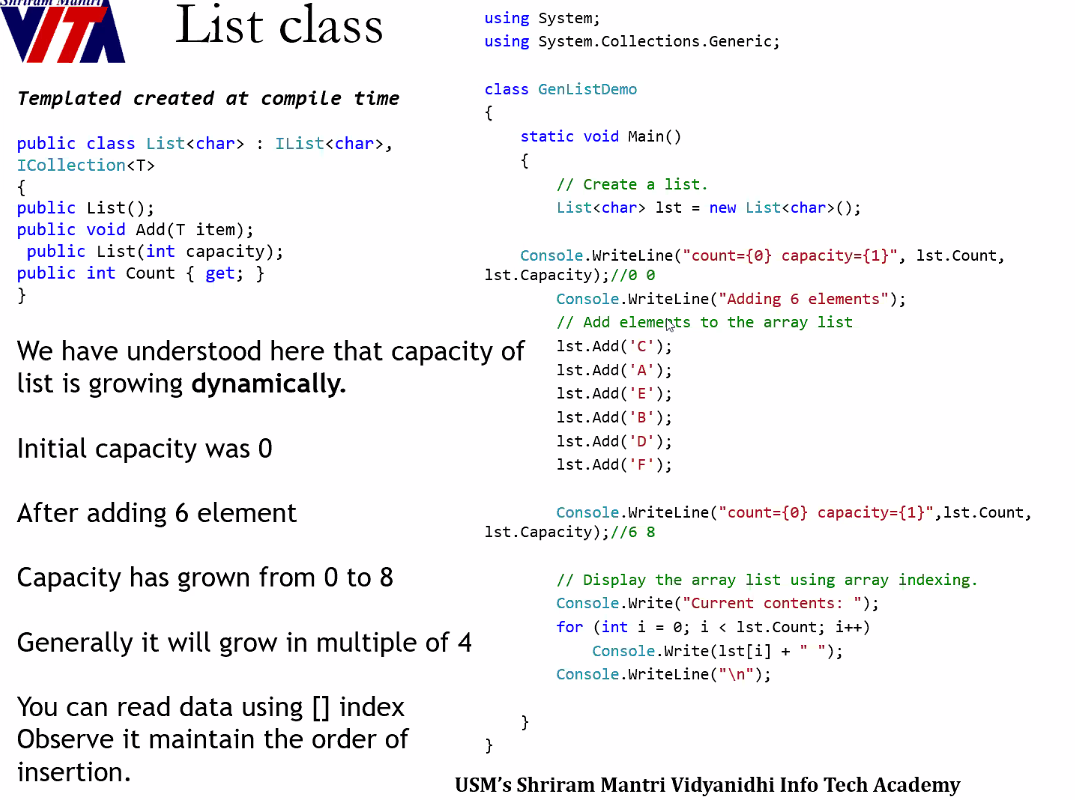 Shriram Mantri
VITA
List class
Templated created at compile time
public class List<char> : IList<char>,
ICollection<T>
{
public List();
public void Add(T item);
public List(int capacity);
public int Count { get; }
}
We have understood here that capacity of
list is growing dynamically.
Initial capacity was 0
After adding 6 element
Capacity has grown from 0 to 8
Generally it will grow in multiple of 4
You can read data using [] index
Observe it maintain the order of
insertion.
using System;
using System.Collections.Generic;
class GenListDemo
{
static void Main()
{
// Create a list.
List<char> lst = new List<char>();
Console.WriteLine("count={0} capacity={1}", lst.Count,
lst.Capacity);//0 0
Console.WriteLine("Adding 6 elements");
// Add elements to the array list
lst.Add('C');
lst.Add('A');
lst.Add('E');
lst.Add('B');
lst.Add('D');
lst.Add('F');
Console.WriteLine("count={0} capacity={1}",lst.Count,
lst.Capacity);//6 8
// Display the array list using array indexing.
Console.Write("Current contents: ");
for (int i = 0; i < lst.Count; i++)
Console.Write(lst[i] + " ");
Console.WriteLine("\n");
}
}
USM's Shriram Mantri Vidyanidhi Info Tech Academy